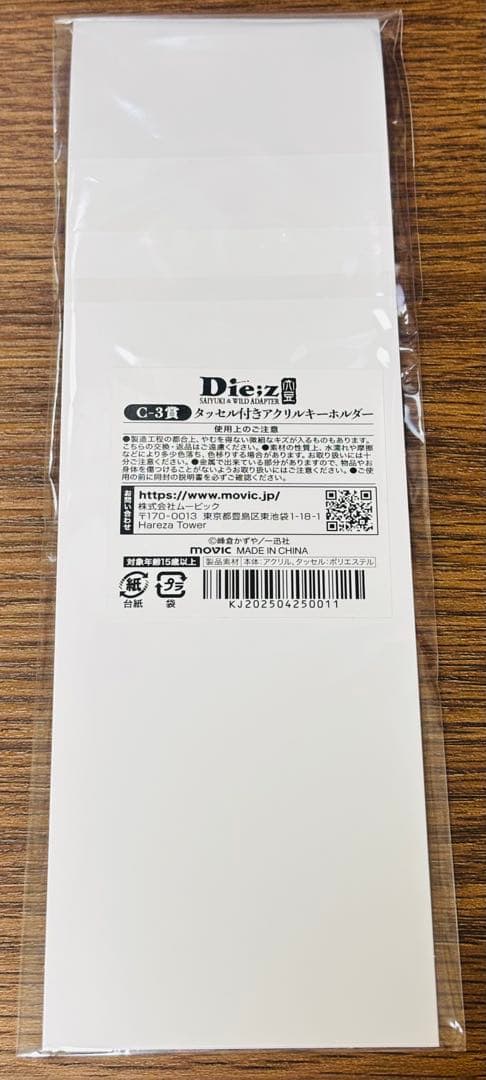 Die;z
SAIYUKI & WILD ADAPTER
C-3賞 タッセル付きアクリルキーホルダー
使用上のご注意
●製造工程の都合上、やむを得ない微細なキズが入るものもあります。
こちらの交換・返品はご遠慮ください。●素材の性質上、水濡れや摩擦
などにより多少色落ち、色移りする場合があります。お取り扱いには十
分ご注意ください。●金属で出来ている部分がありますので、物品やお
身体を傷つけることがないようお取り扱いにはご注意ください。●ご使
用の前に同封の説明書を必ずご確認ください。
お問い合わせ
https://www.movic.jp/
株式会社ムービック
〒170-0013 東京都豊島区東池袋1-18-1
Hareza Tower
©峰倉かずや/一迅社
movic MADE IN CHINA
対象年齢15歳以上 製品素材 本体:アクリル、タッセル:ポリエステル
紙 プラ
台紙 袋
KJ202504250011